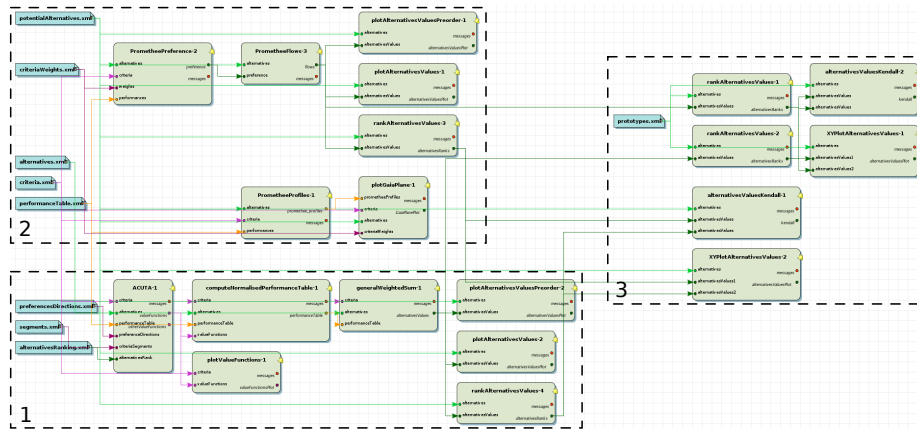 potentialAlternatives.xml
criteriaWeights.xml
alternatives.xml
criteria.xml
performanceTable.xml
PrometheePreference-2
alternatives
criteria
weights
performances
preference
messages
PrometheeFlows-3
alternatives
preference
flows
messages
plotAlternativesValuesPreorder-1
alternatives
alternativesValues
messages
alternativesValuesPlot
plotAlternativesValues-1
alternatives
alternativesValues
messages
alternativesValuesPlot
rankAlternativesValues-3
alternatives
alternativesValues
messages
alternativesRanks
PrometheeProfiles-1
alternatives
criteria
performances
promethee_profiles
messages
plotGaiaPlane-1
prometheeProfiles
criteria
alternatives
criteriaWeights
messages
GaiaPlanePlot
2
prototypes.xml
rankAlternativesValues-1
alternatives
alternativesValues
messages
alternativesRanks
alternativesValuesKendall-2
alternatives
alternativesValues
alternativesValues
messages
kendall
rankAlternativesValues-2
alternatives
alternativesValues
messages
alternativesRanks
XYPlotAlternativesValues-1
alternatives
alternativesValues1
alternativesValues2
messages
alternativesValuesPlot
alternativesValuesKendall-1
alternatives
alternativesValues
alternativesValues
messages
kendall
XYPlotAlternativesValues-2
alternatives
alternativesValues1
alternativesValues2
messages
alternativesValuesPlot
3
preferencesDirections.xml
segments.xml
alternativesRanking.xml
ACUTA-1
criteria
alternatives
performanceTable
preferenceDirections
criteriaSegments
alternativesRank
messages
valueFunctions
computeNormalisedPerformanceTable-1
criteria
alternatives
performanceTable
valueFunctions
messages
performanceTable
generalWeightedSum-1
criteria
alternatives
performanceTable
messages
alternativesValues
plotAlternativesValuesPreorder-2
alternatives
alternativesValues
messages
alternativesValuesPlot
plotValueFunctions-1
criteria
valueFunctions
messages
valueFunctionsPlot
plotAlternativesValues-2
alternatives
alternativesValues
messages
alternativesValuesPlot
rankAlternativesValues-4
alternatives
alternativesValues
messages
alternativesRanks
1